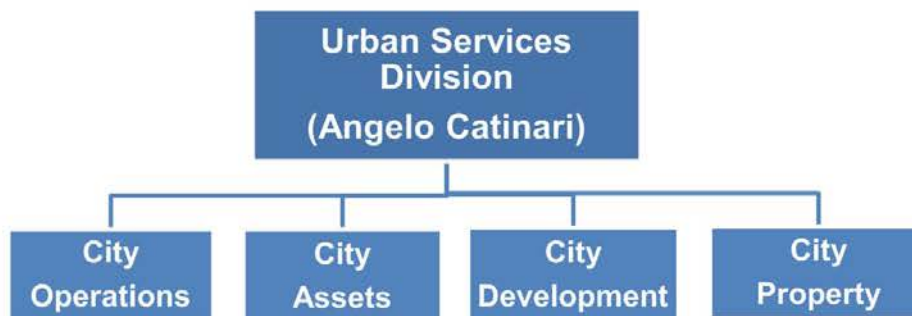 Urban Services
Division
(Angelo Catinari)
City
Operations
City
Assets
City
Development
City
Property